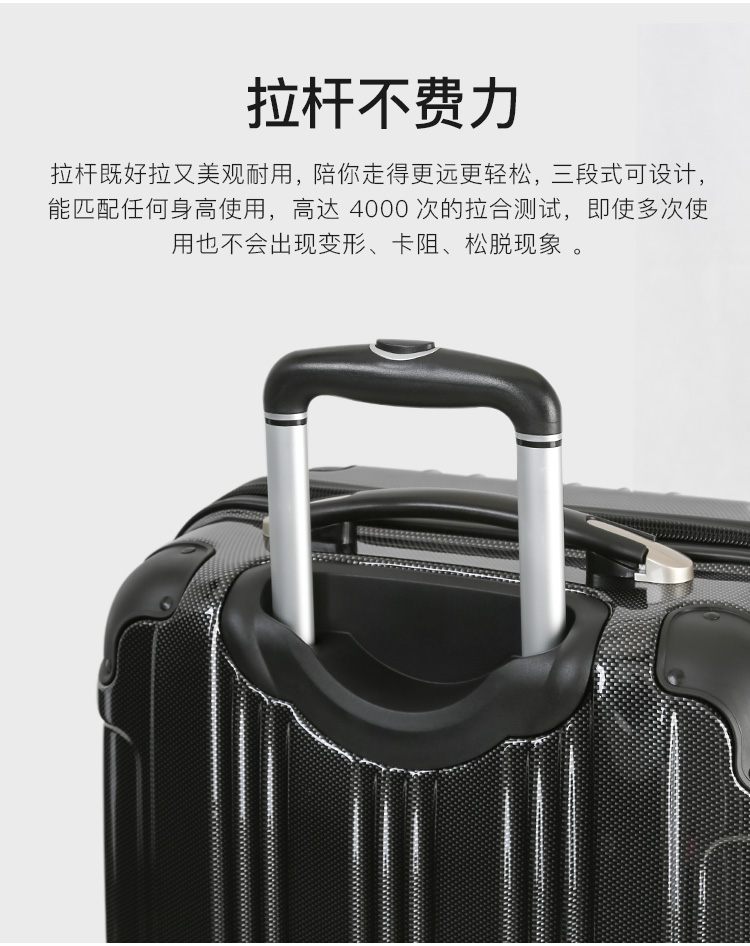 拉杆不费力
拉杆既好拉又美观耐用, 陪你走得更远更轻松, 三段式可设计,
能匹配任何身高使用, 高达 4000 次的拉合测试, 即使多次使
用也不会出现变形、卡阻、松脱现象 。